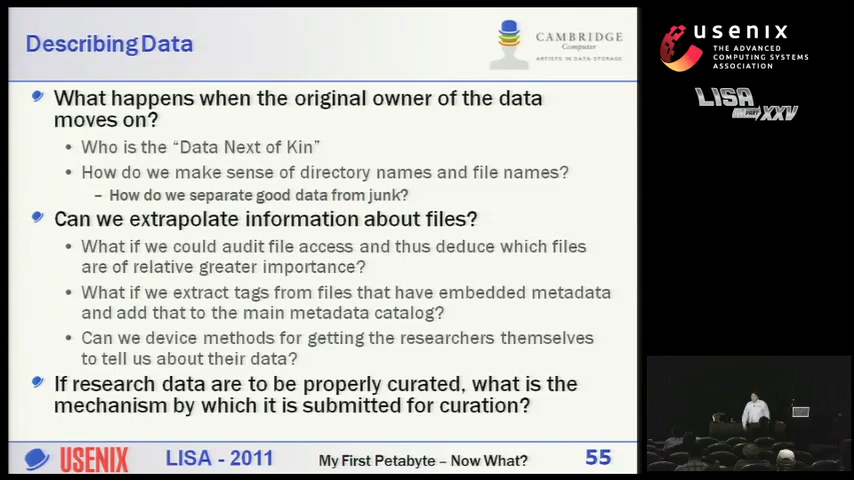 Describing Data
CAMBRIDGE
Computer
ARTISTS IN DATA STORAGE
What happens when the original owner of the data
moves on?
• Who is the “Data Next of Kin”
• How do we make sense of directory names and file names?
– How do we separate good data from junk?
Can we extrapolate information about files?
• What if we could audit file access and thus deduce which files
are of relative greater importance?
• What if we extract tags from files that have embedded metadata
and add that to the main metadata catalog?
• Can we device methods for getting the researchers themselves
to tell us about their data?
If research data are to be properly curated, what is the
mechanism by which it is submitted for curation?
USENIX
LISA - 2011
My First Petabyte – Now What?
55
usenix
THE ADVANCED
COMPUTING SYSTEMS
ASSOCIATION
LISA
XXV